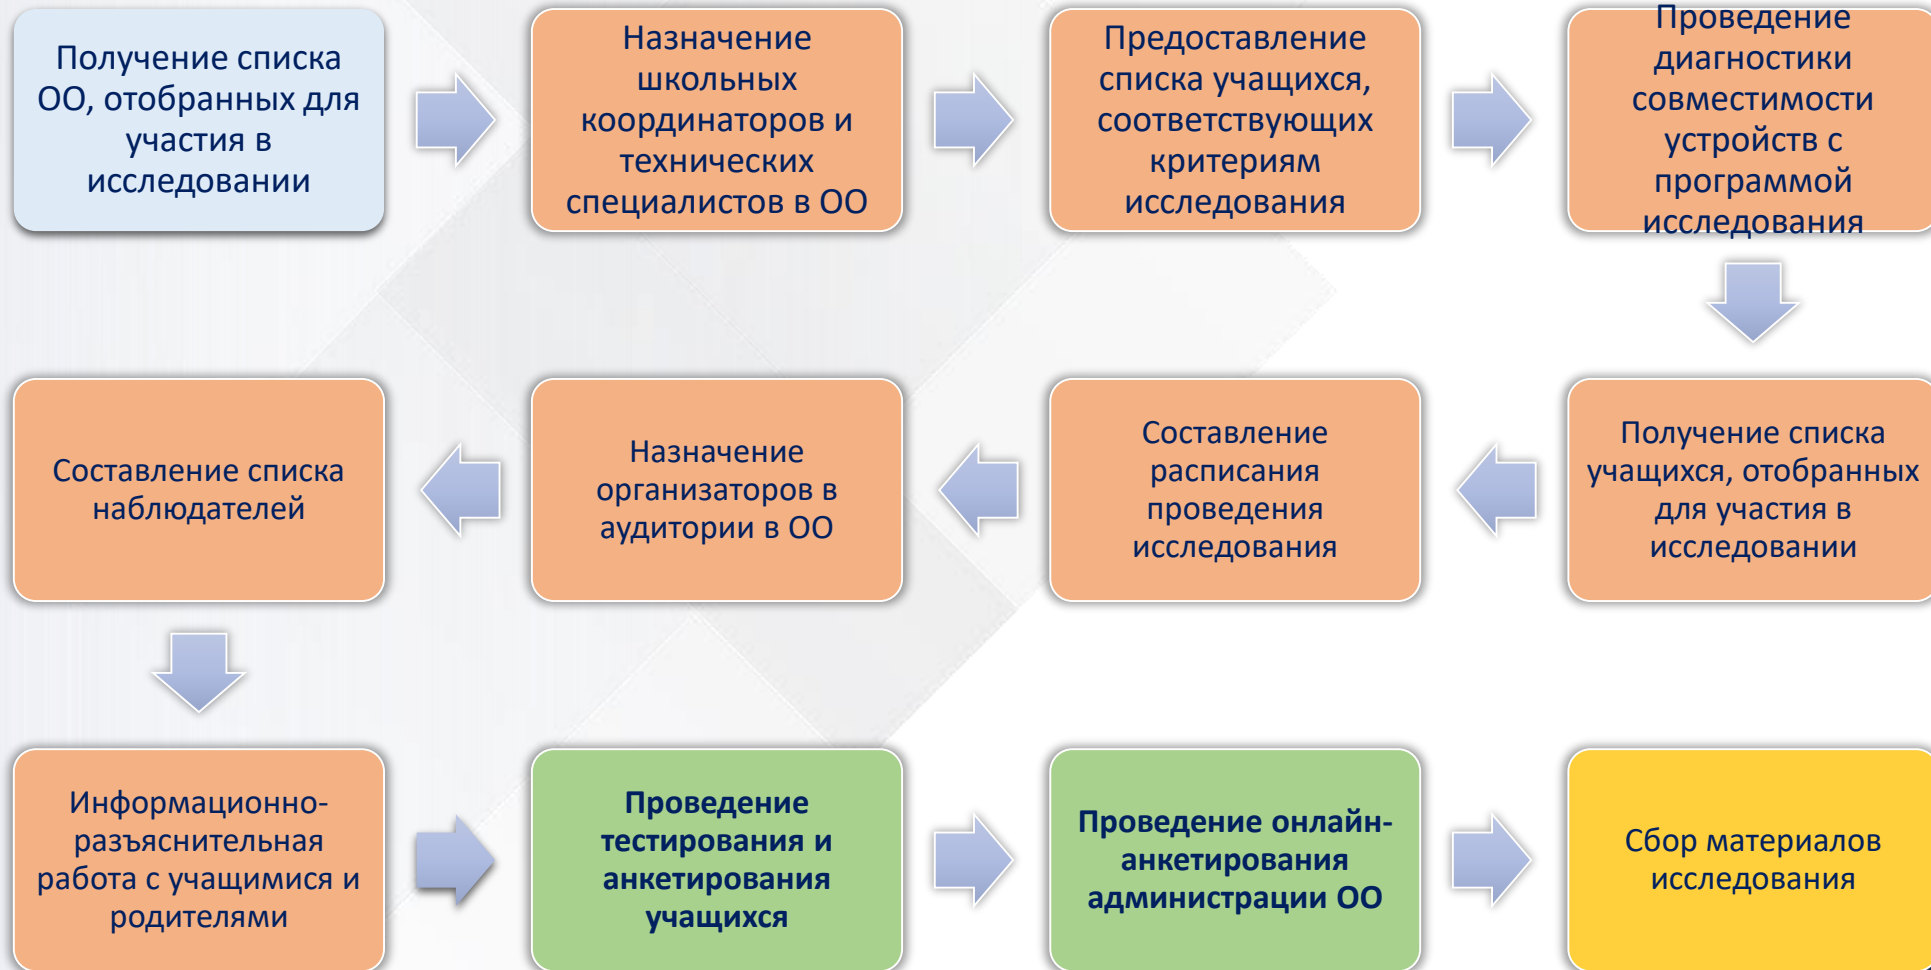 Получение списка
ОО, отобранных для
участия в
исследовании
Назначение
школьных
координаторов и
технических
специалистов в ОО
Предоставление
списка учащихся,
соответствующих
критериям
исследования
Проведение
диагностики
совместимости
устройств с
программой
исследования
Получение списка
учащихся, отобранных
для участия в
исследовании
Составление
расписания
проведения
исследования
Назначение
организаторов в
аудитории в ОО
Составление списка
наблюдателей
Информационно-
разъяснительная
работа с учащимися и
родителями
Проведение
тестирования и
анкетирования
учащихся
Проведение онлайн-
анкетирования
администрации ОО
Сбор материалов
исследования